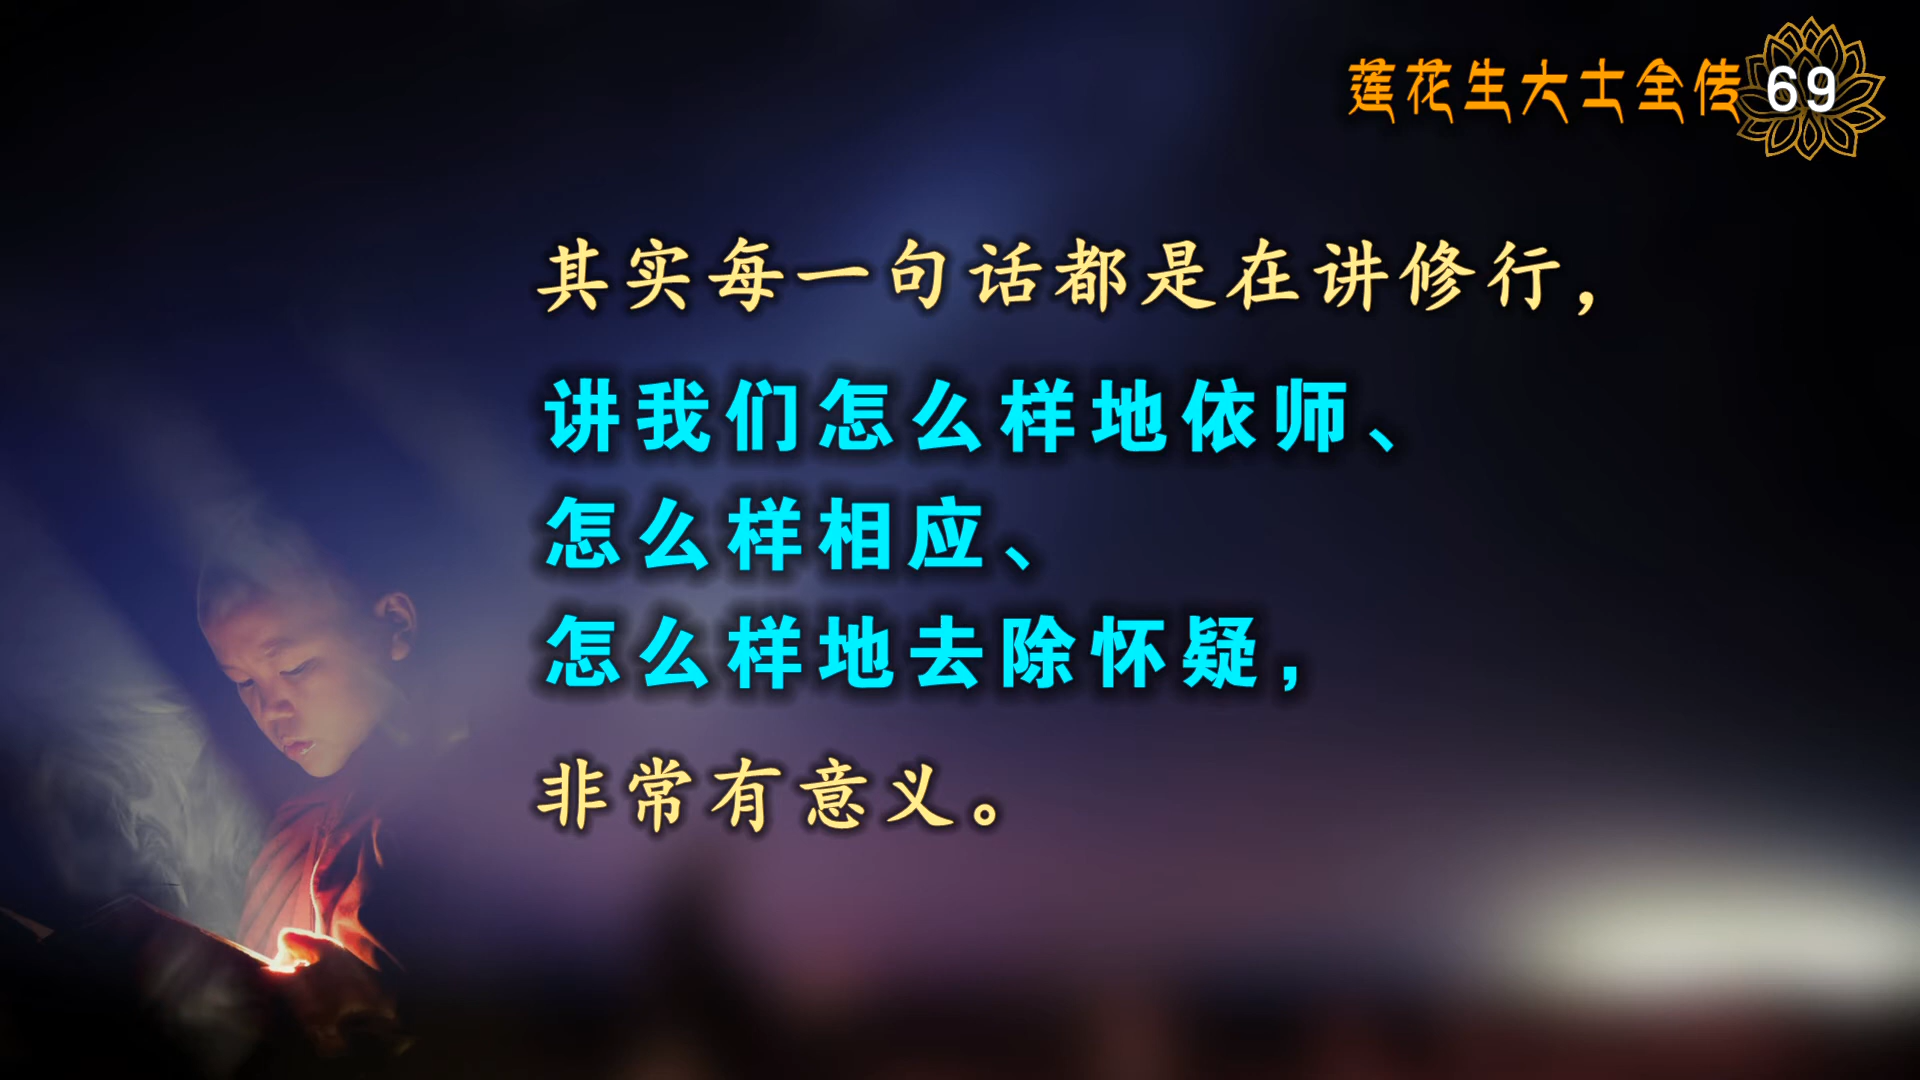 莲花生大士全传 69
其实每一句话都是在讲修行，
讲我们怎么样地依师、
怎么样相应、
怎么样地去除怀疑，
非常有意义。